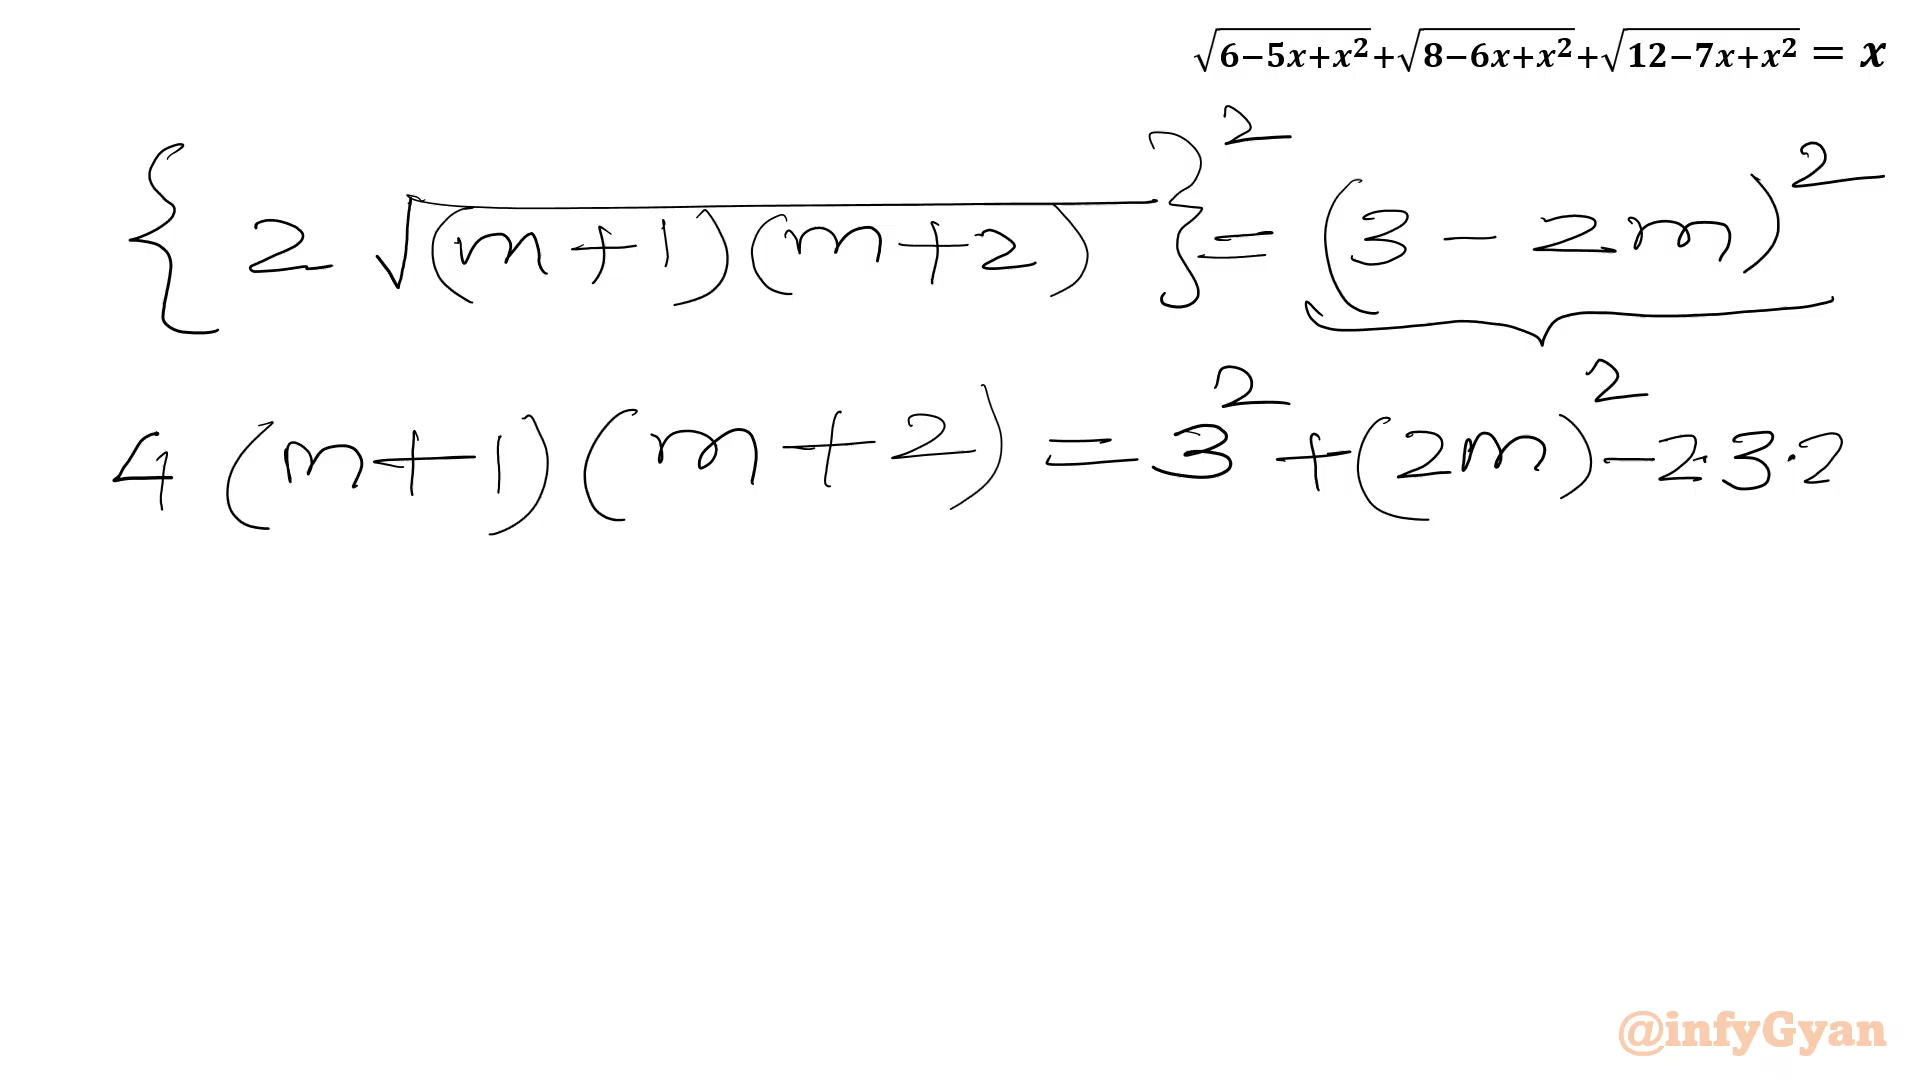 √(6−5x+x²)+√(8−6x+x²)+√(12−7x+x²) = x
{2√((m+1)(m+2))}² = (3−2m)²
4(m+1)(m+2) = 3²+(2m)²−2·3·2
@infyGyan